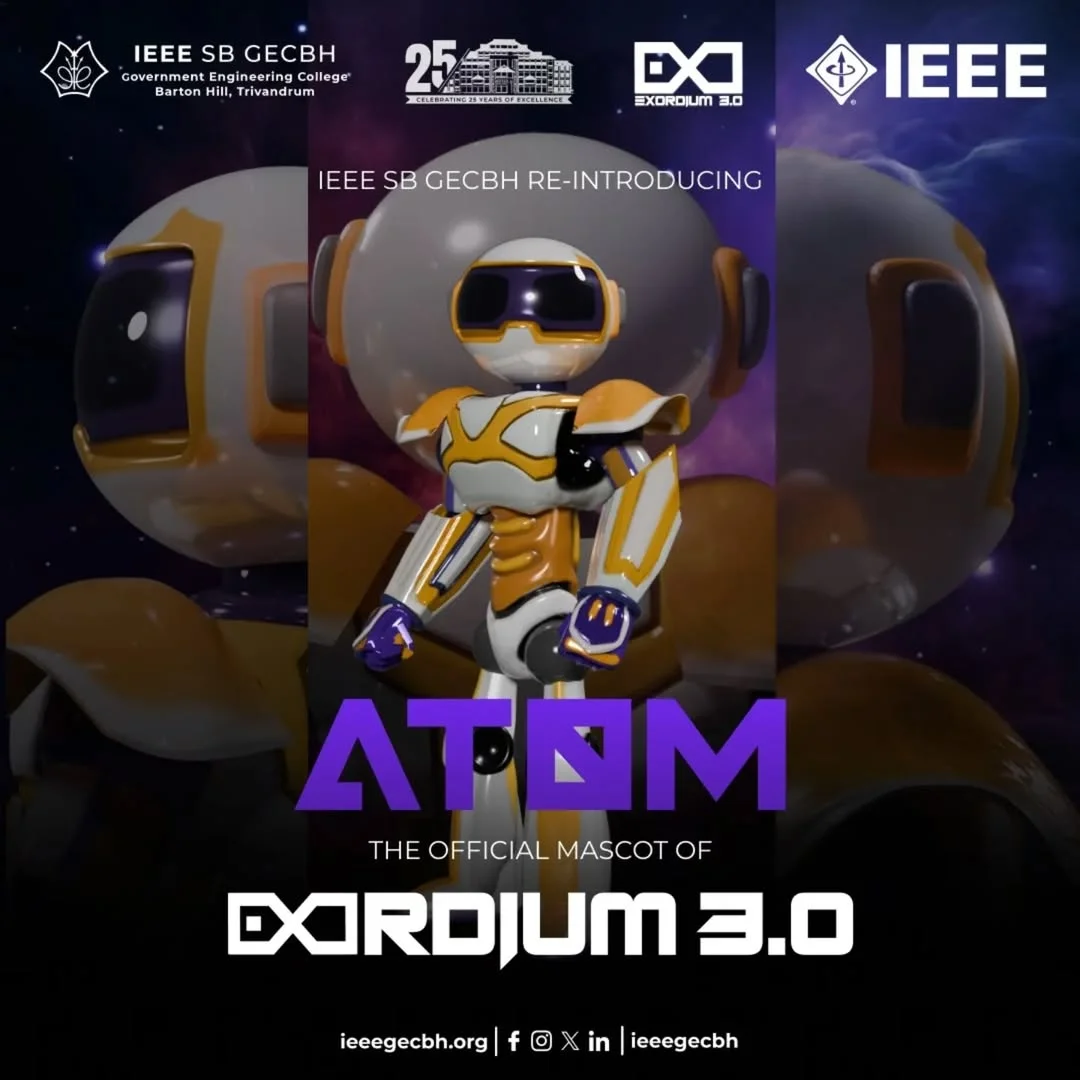 IEEE SB GECBH
Government Engineering College
Barton Hill, Trivandrum
25
CELEBRATING 25 YEARS OF EXCELLENCE
EXORDIUM 3.0
IEEE
IEEE SB GECBH RE-INTRODUCING
ATOM
THE OFFICIAL MASCOT OF
EXORDIUM 3.0
ieeegecbh.org | f X in | ieeegecbh